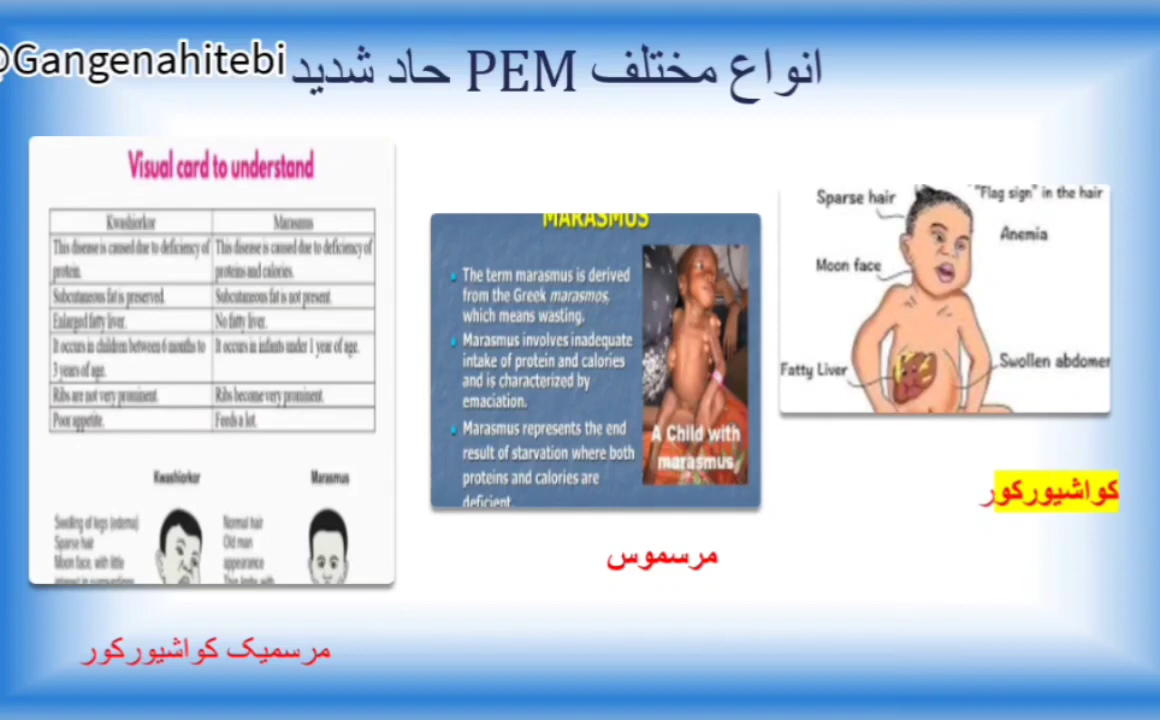 @Gangenahitebi
انواع مختلف PEM حاد شدید
Visual card to understand
Kwashiorkor Marasmus
This disease is caused due to deficiency of protein. This disease is caused due to deficiency of proteins and calories.
Subcutaneous fat is preserved. Subcutaneous fat is not present.
Enlarged fatty liver. No fatty liver.
It occurs in children between 6 months to 3 years of age. It occurs in infants under 1 year of age.
Ribs are not very prominent. Ribs become very prominent.
Poor appetite. Feeds a lot.
Kwashiorkor Marasmus
Swelling of legs (edema)
Sparse hair
Moon face, with little
interest in surroundings
Normal hair
Old man
appearance
Thin limbs with
مرسمیک کواشیورکور
MARASMUS
The term marasmus is derived
from the Greek marasmos,
which means wasting.
Marasmus involves inadequate
intake of protein and calories
and is characterized by
emaciation.
Marasmus represents the end
result of starvation where both
proteins and calories are
deficient
A Child with
marasmus
مرسموس
Sparse hair
"Flag sign" in the hair
Anemia
Moon face
Fatty Liver
Swollen abdomen
کواشیورکور